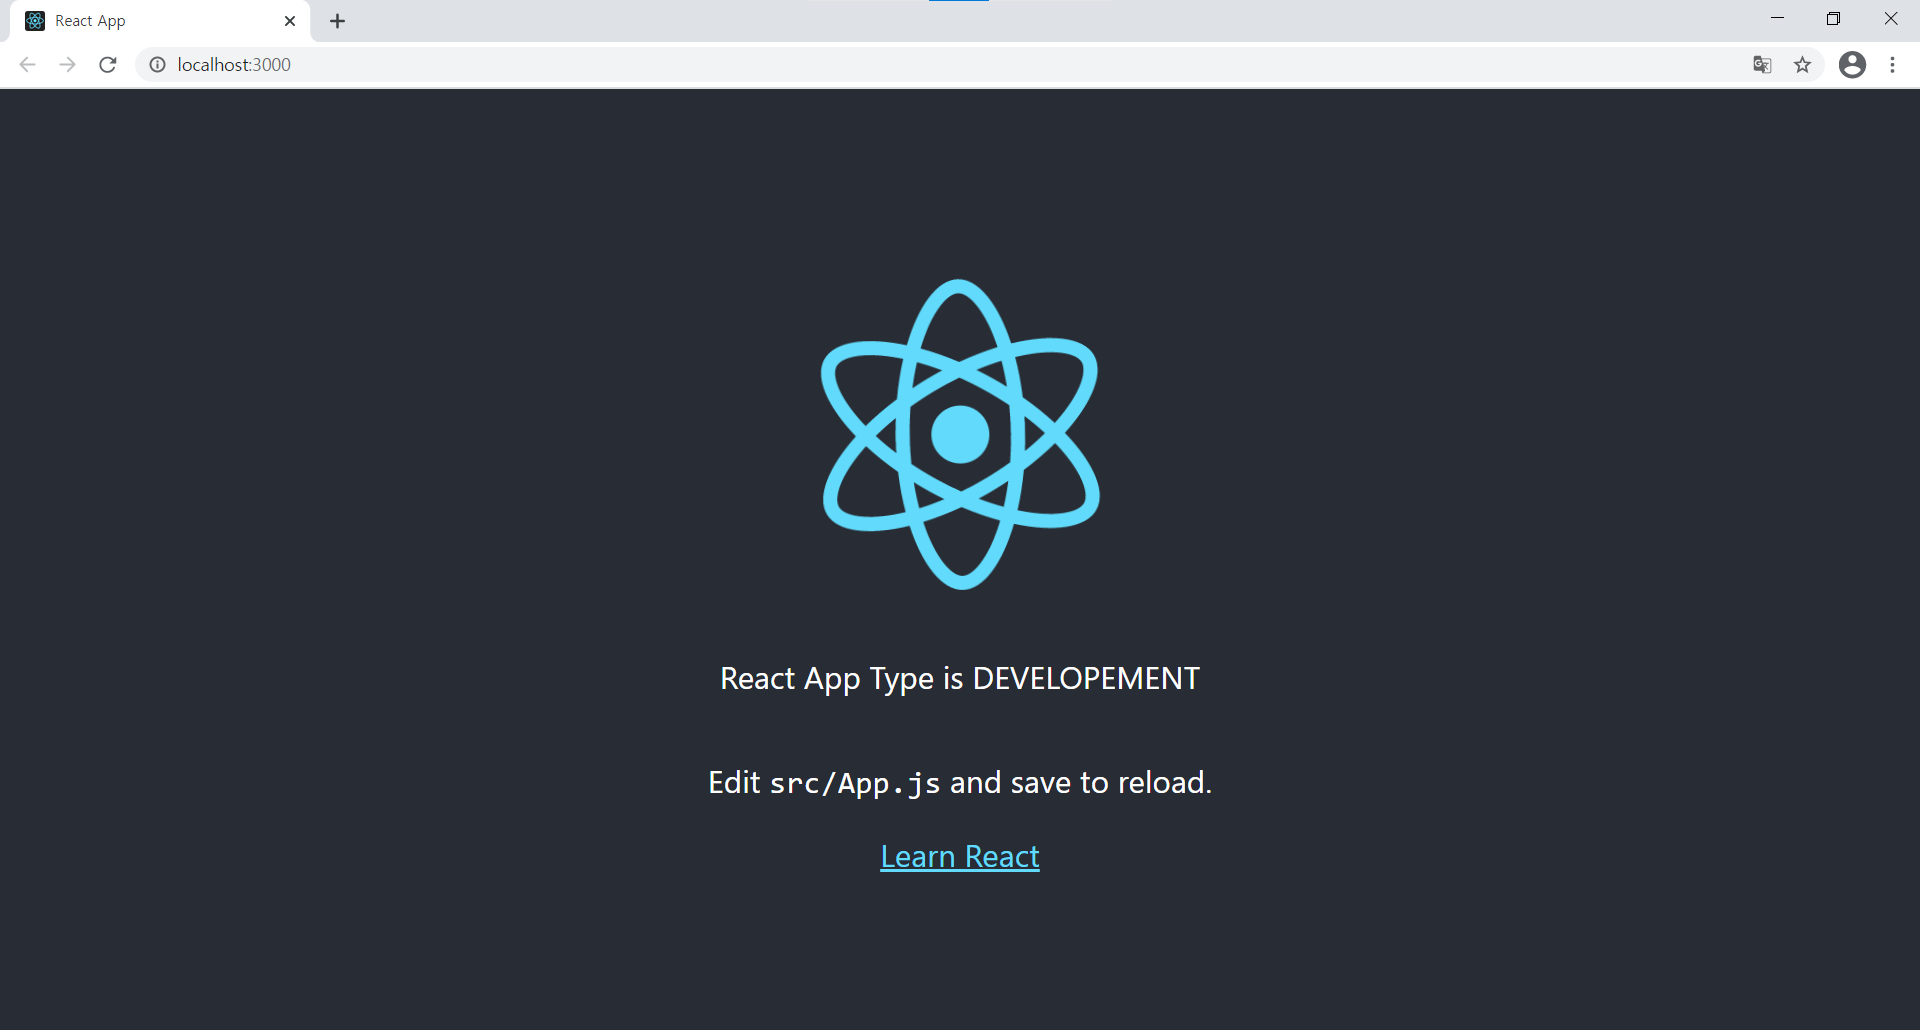 React App
localhost:3000
React App Type is DEVELOPEMENT
Edit src/App.js and save to reload.
Learn React